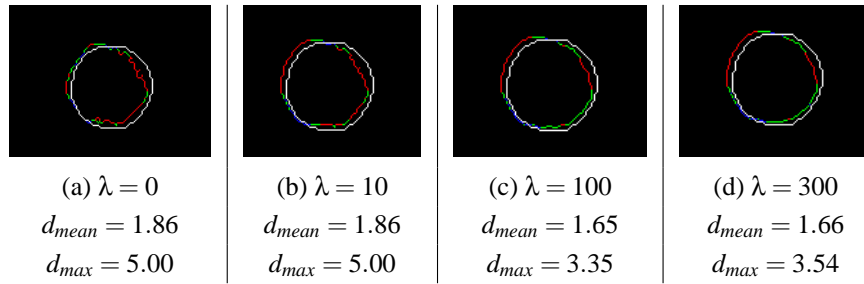 (a) λ = 0
(b) λ = 10
(c) λ = 100
(d) λ = 300
d_mean = 1.86
d_mean = 1.86
d_mean = 1.65
d_mean = 1.66
d_max = 5.00
d_max = 5.00
d_max = 3.35
d_max = 3.54